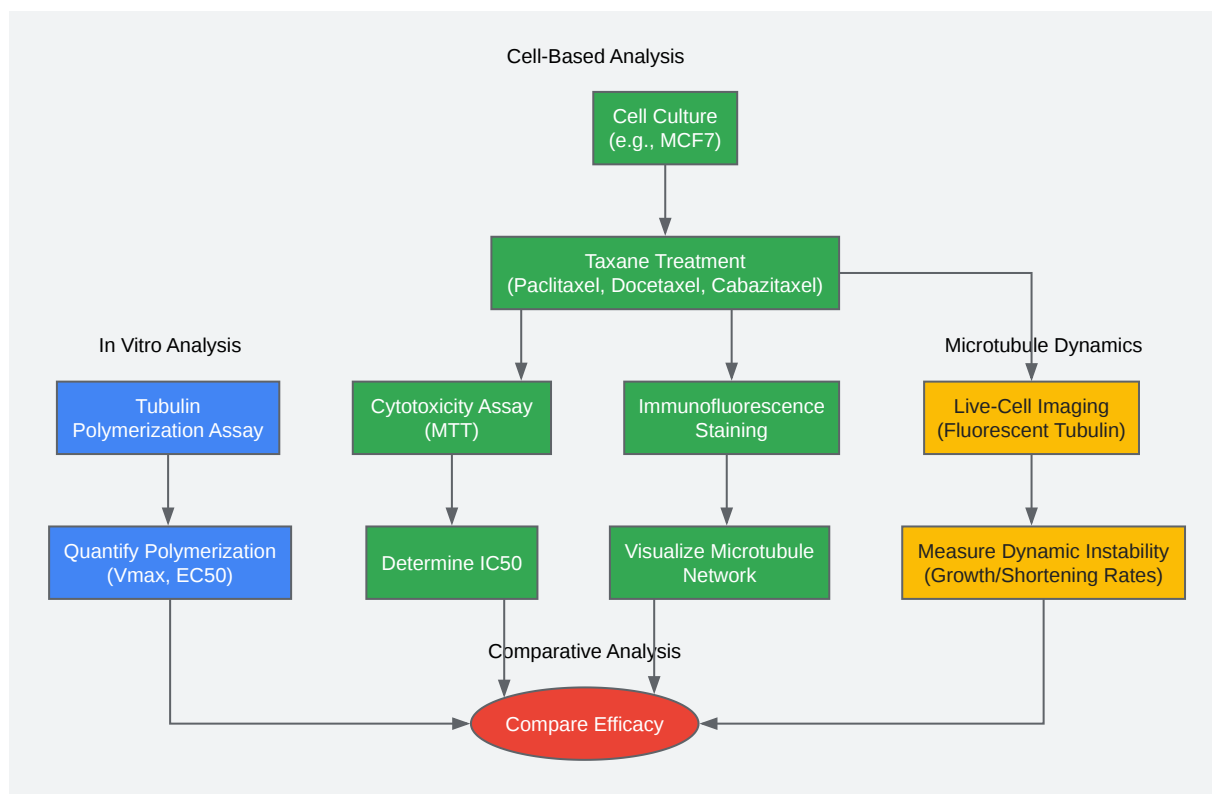 Cell-Based Analysis
Cell Culture
(e.g., MCF7)
Taxane Treatment
(Paclitaxel, Docetaxel, Cabazitaxel)
In Vitro Analysis
Microtubule Dynamics
Tubulin
Polymerization Assay
Cytotoxicity Assay
(MTT)
Immunofluorescence
Staining
Live-Cell Imaging
(Fluorescent Tubulin)
Quantify Polymerization
(Vmax, EC50)
Determine IC50
Visualize Microtubule
Network
Measure Dynamic Instability
(Growth/Shortening Rates)
Comparative Analysis
Compare Efficacy